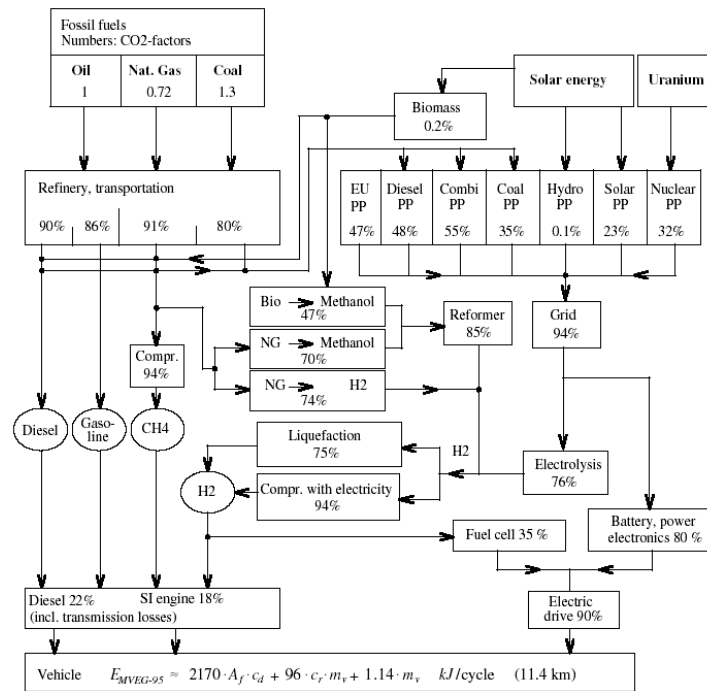 Fossil fuels
Numbers: CO2-factors
Oil Nat. Gas Coal
1 0.72 1.3
Solar energy
Uranium
Biomass
0.2%
Refinery, transportation
90% 86% 91% 80%
EU Diesel Combi Coal Hydro Solar Nuclear
PP PP PP PP PP PP PP
47% 48% 55% 35% 0.1% 23% 32%
Bio Methanol
47%
NG Methanol
70%
NG H2
74%
Reformer
85%
Grid
94%
Compr.
94%
Diesel
Gaso-
line
CH4
Liquefaction
75%
H2
Compr. with electricity
94%
H2
Electrolysis
76%
Fuel cell 35 %
Battery, power
electronics 80 %
Diesel 22% SI engine 18%
(incl. transmission losses)
Electric
drive 90%
Vehicle E_MVEG-95 ≈ 2170 · A_f · c_d + 96 · c_r · m_v + 1.14 · m_v kJ/cycle (11.4 km)